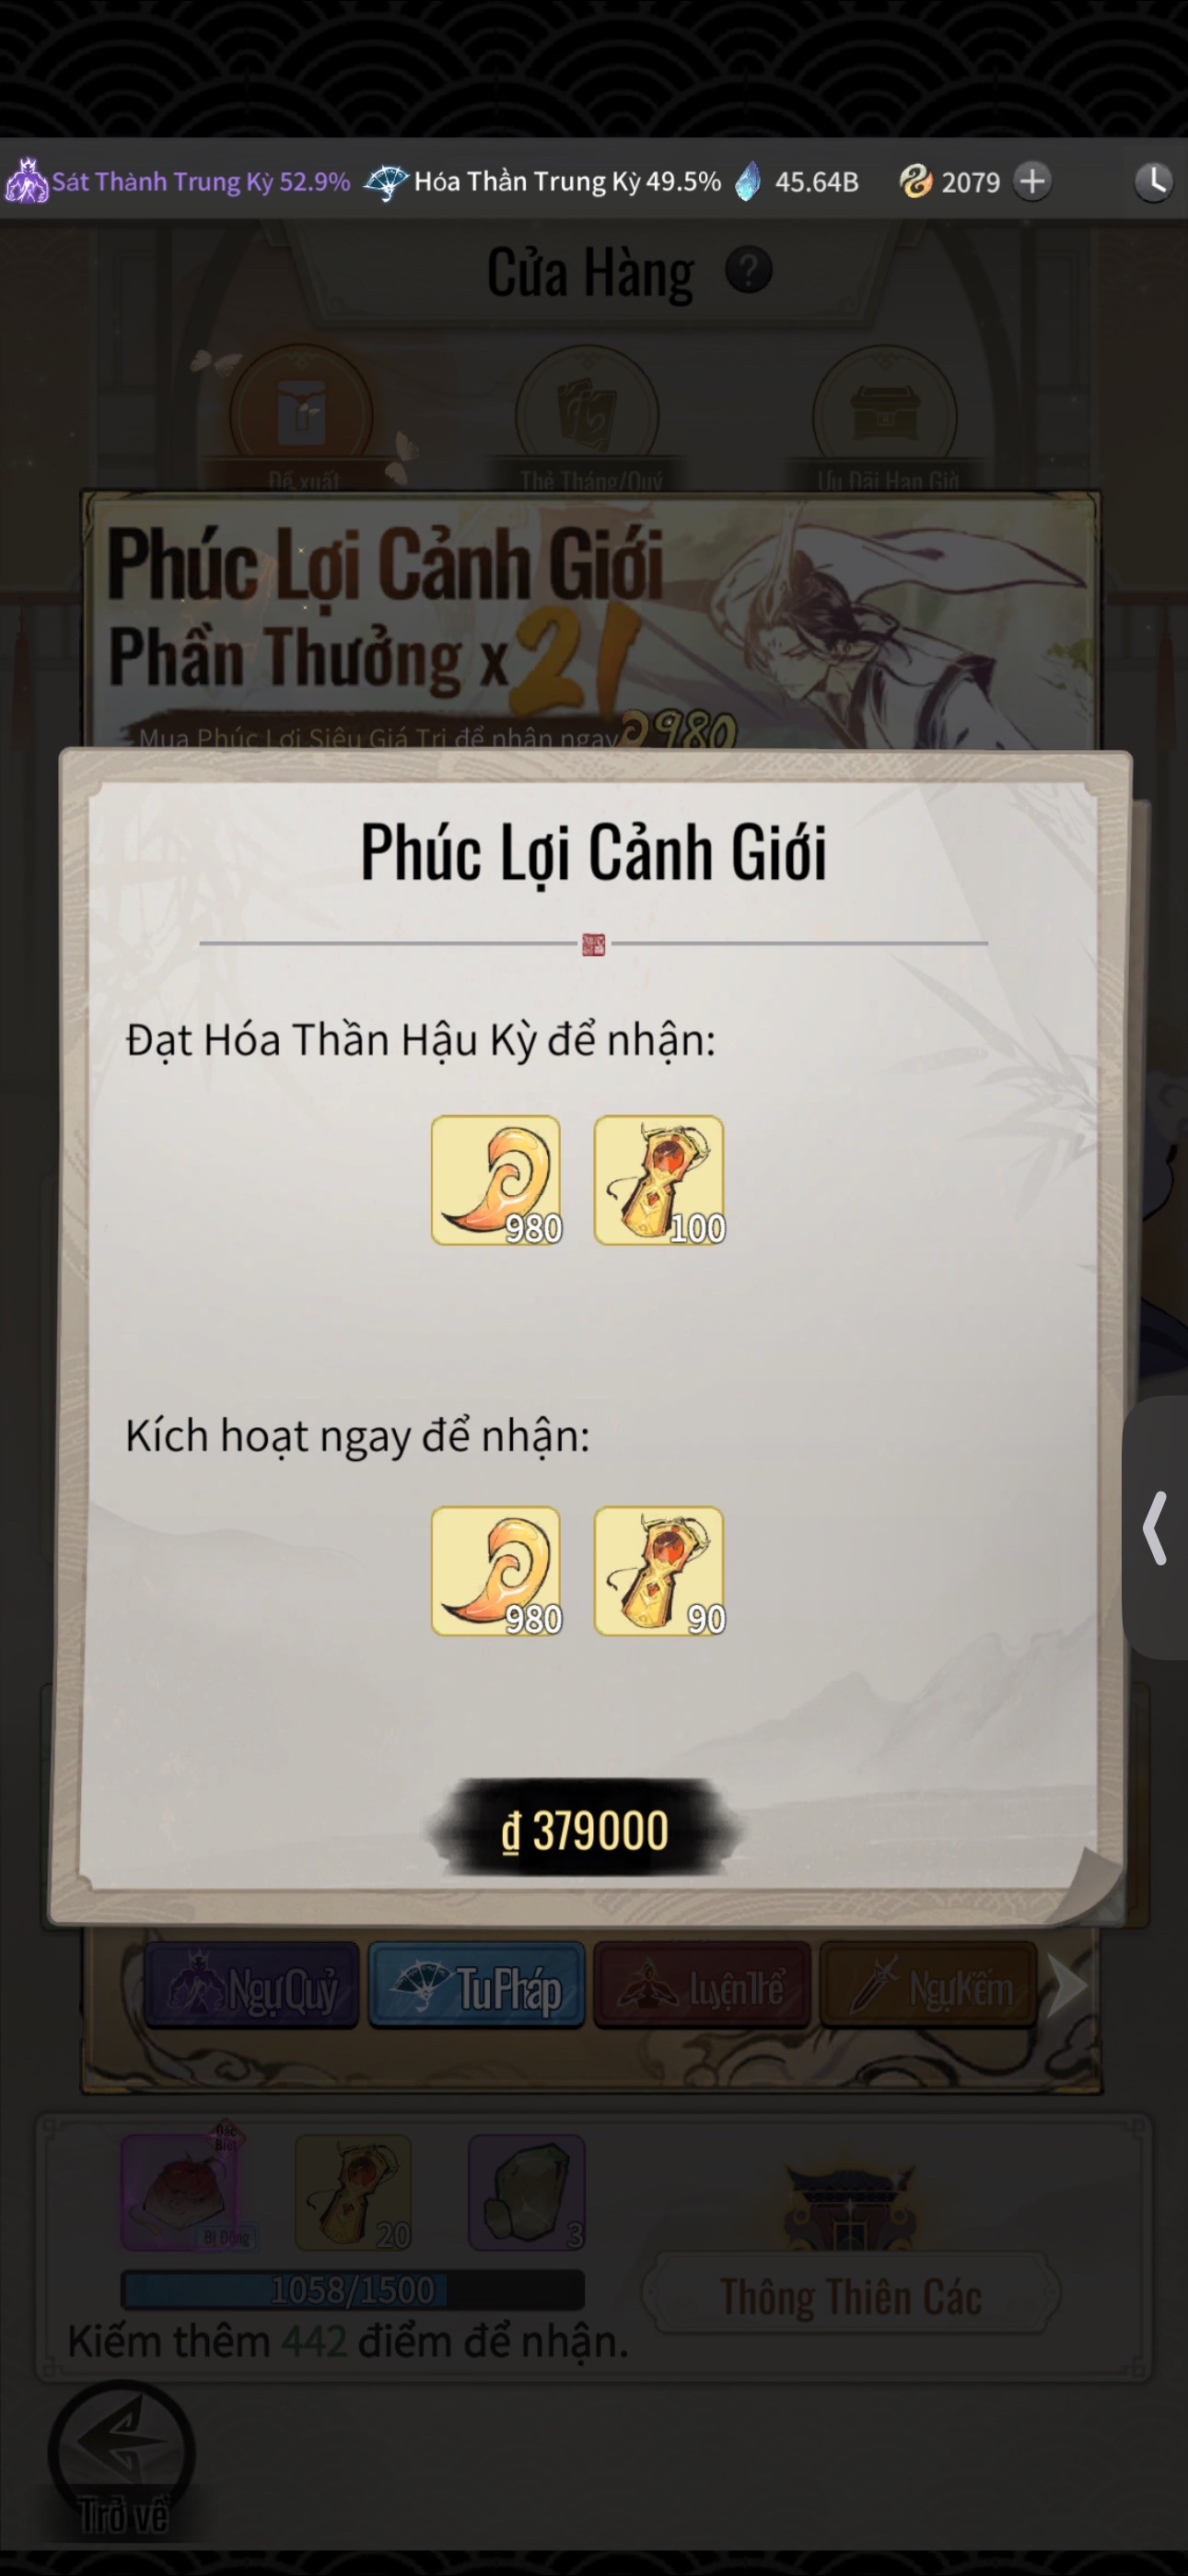 Sát Thành Trung Kỳ 52.9% Hóa Thần Trung Kỳ 49.5% 45.64B 2079
Cửa Hàng ?
Đề xuất Thẻ Tháng/Quý Ưu Đãi Hạn Giờ
Phúc Lợi Cảnh Giới
Phần Thưởng x21
Mua Phúc Lợi Siêu Giá Trị để nhận ngay 980
Phúc Lợi Cảnh Giới
Đạt Hóa Thần Hậu Kỳ để nhận:
980 100
Kích hoạt ngay để nhận:
980 90
₫ 379000
Ngự Quỷ Tu Pháp Luyện Thể Ngự Kiếm
Đặc Biệt
Bị Động 20 3
1058/1500
Thông Thiên Các
Kiếm thêm 442 điểm để nhận.
Trở về